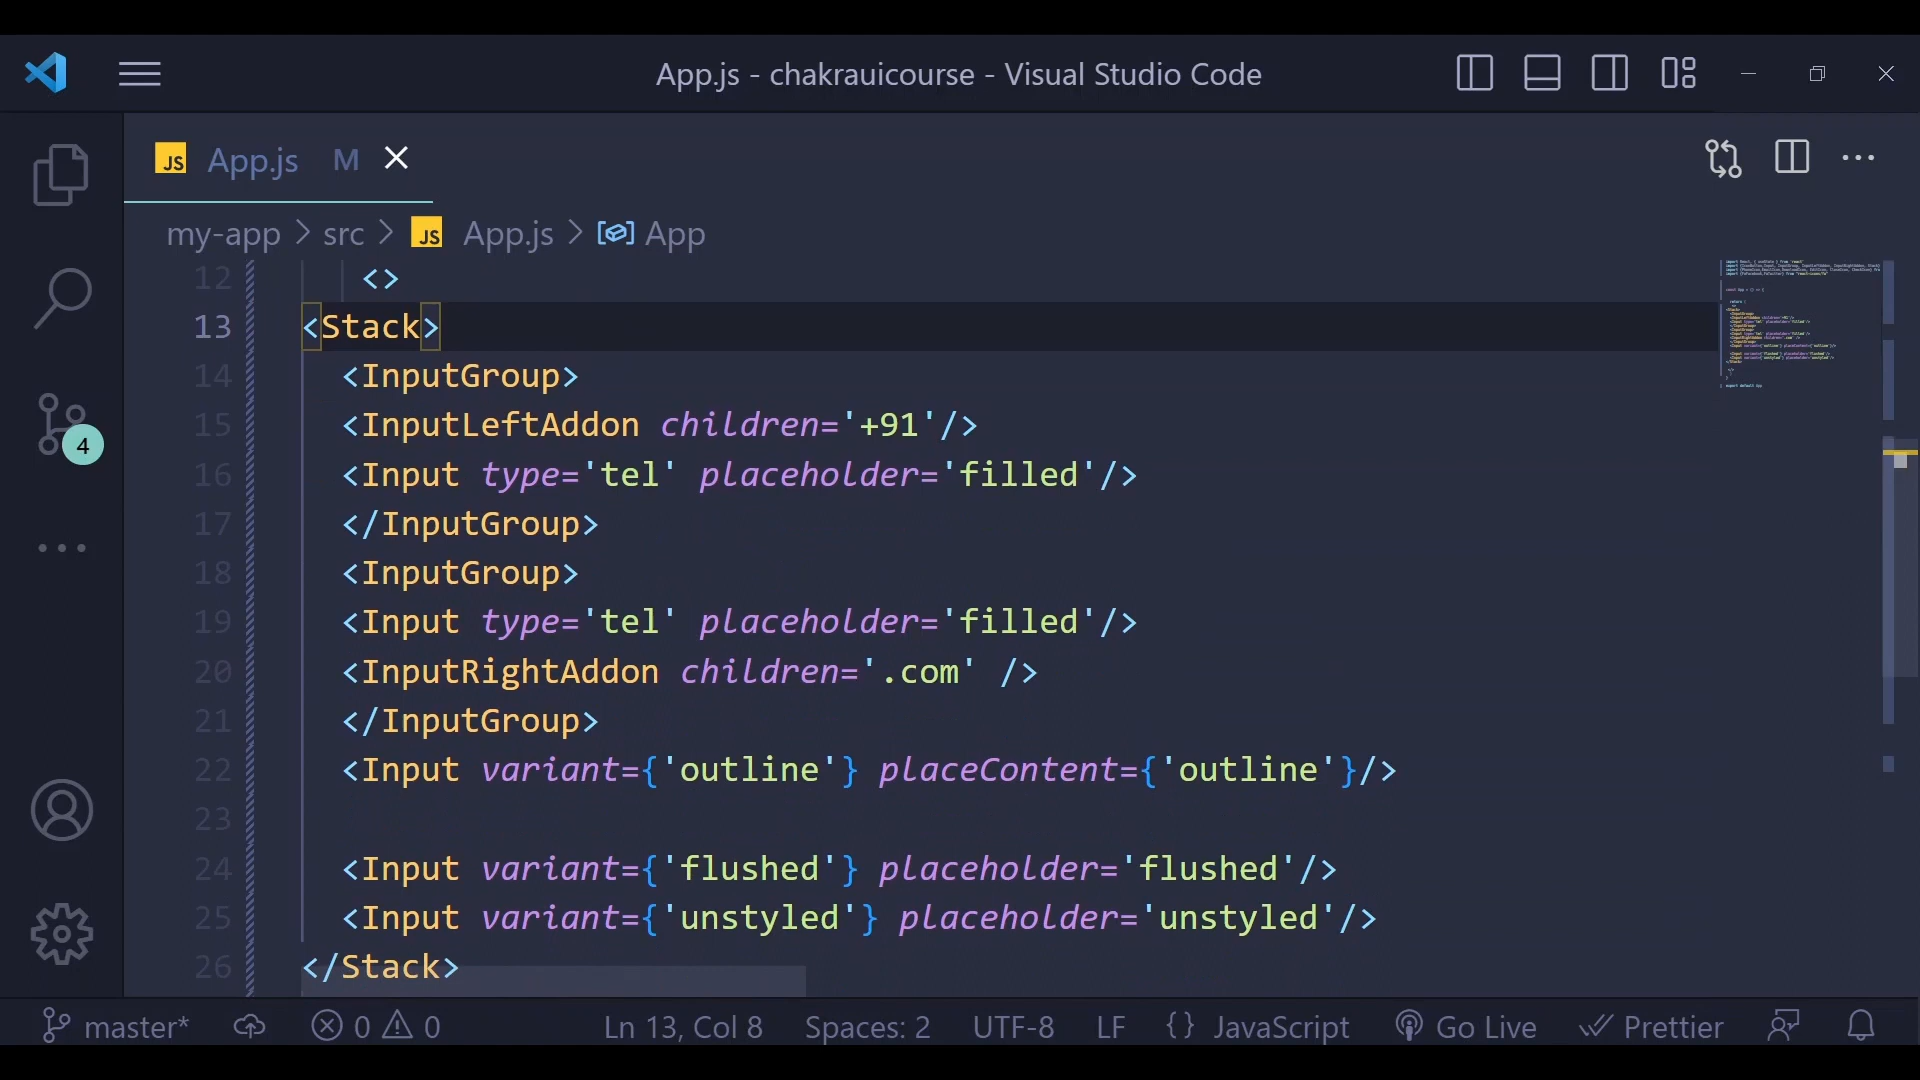 App.js - chakrauicourse - Visual Studio Code
JS App.js M
my-app > src > JS App.js > App
12 <>
13 <Stack>
14 <InputGroup>
15 <InputLeftAddon children='+91'/>
16 <Input type='tel' placeholder='filled'/>
17 </InputGroup>
18 <InputGroup>
19 <Input type='tel' placeholder='filled'/>
20 <InputRightAddon children='.com' />
21 </InputGroup>
22 <Input variant={'outline'} placeContent={'outline'}/>
23
24 <Input variant={'flushed'} placeholder='flushed'/>
25 <Input variant={'unstyled'} placeholder='unstyled'/>
26 </Stack>
4
master* 0 0 Ln 13, Col 8 Spaces: 2 UTF-8 LF {} JavaScript Go Live Prettier